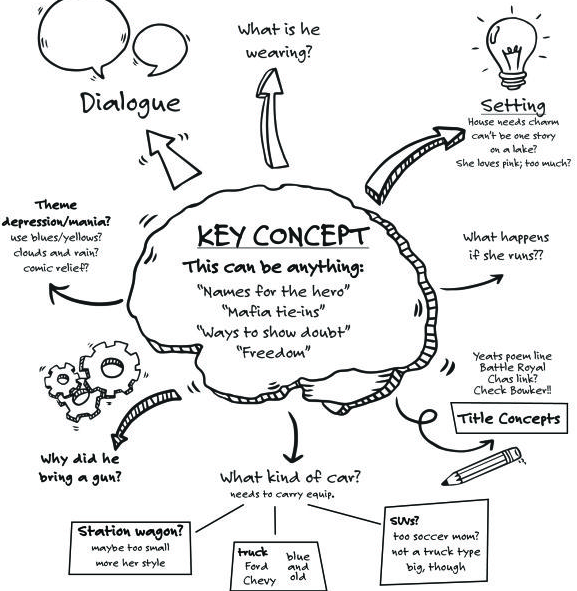 What is he
wearing?
Dialogue
Setting
House needs charm
can't be one story
on a lake?
She loves pink; too much?
Theme
depression/mania?
use blues/yellows?
clouds and rain?
comic relief?
KEY CONCEPT
This can be anything:
"Names for the hero"
"Mafia tie-ins"
"Ways to show doubt"
"Freedom"
What happens
if she runs??
Yeats poem line
Battle Royal
Chas link?
Check Bowker!!
Title Concepts
Why did he
bring a gun?
What kind of car?
needs to carry equip.
Station wagon?
maybe too small
more her style
truck
Ford
Chevy
blue
and
old
SUVs?
too soccer mom?
not a truck type
big, though